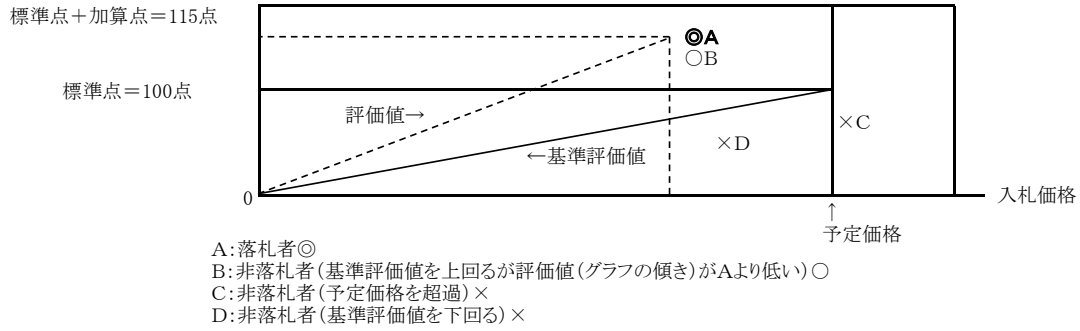 標準点＋加算点＝115点
◎A
○B
標準点＝100点
評価値→
×C
×D
←基準評価値
0
入札価格
↑
予定価格
A：落札者◎
B：非落札者（基準評価値を上回るが評価値（グラフの傾き）がAより低い）○
C：非落札者（予定価格を超過）×
D：非落札者（基準評価値を下回る）×